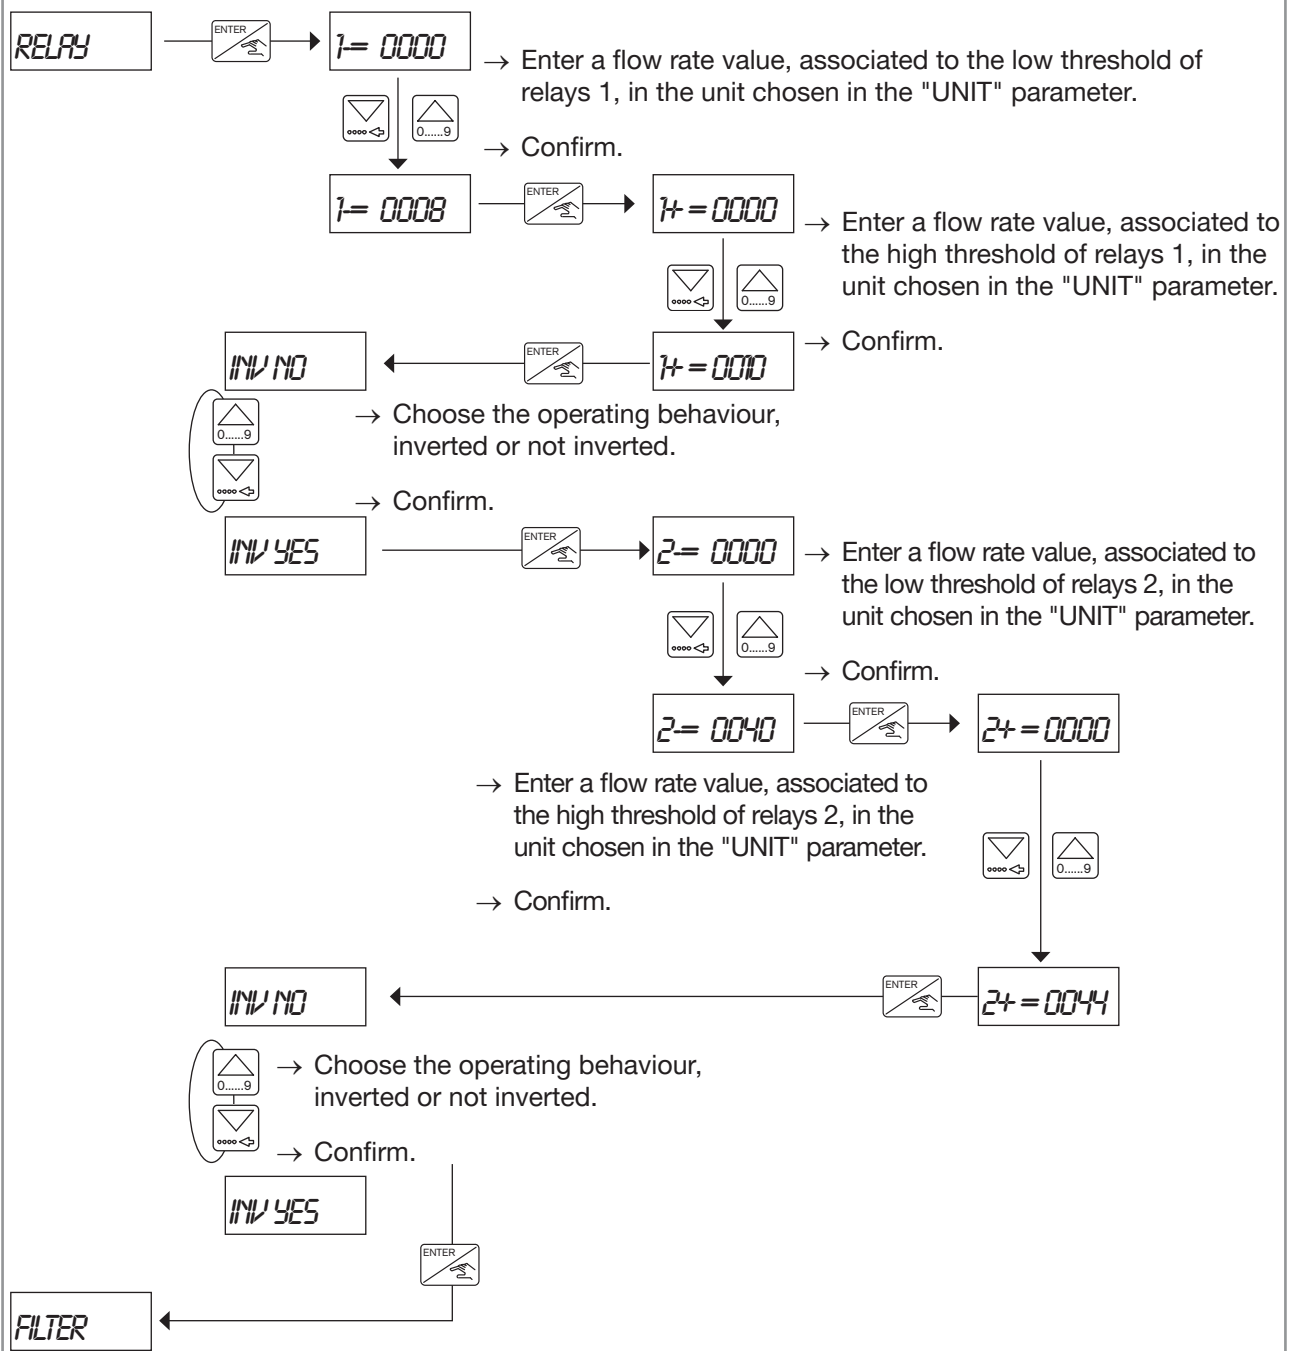 RELAY
ENTER
1-= 0000
→ Enter a flow rate value, associated to the low threshold of
relays 1, in the unit chosen in the "UNIT" parameter.
0......9
→ Confirm.
1-= 0008
ENTER
1+=0000
→ Enter a flow rate value, associated to
the high threshold of relays 1, in the
unit chosen in the "UNIT" parameter.
0......9
→ Confirm.
1+=0010
ENTER
INV NO
0......9
→ Choose the operating behaviour,
inverted or not inverted.
→ Confirm.
INV YES
ENTER
2-= 0000
→ Enter a flow rate value, associated to
the low threshold of relays 2, in the
unit chosen in the "UNIT" parameter.
0......9
→ Confirm.
2-= 0040
ENTER
2+=0000
→ Enter a flow rate value, associated to
the high threshold of relays 2, in the
unit chosen in the "UNIT" parameter.
0......9
→ Confirm.
2+=0044
ENTER
INV NO
0......9
→ Choose the operating behaviour,
inverted or not inverted.
→ Confirm.
INV YES
ENTER
FILTER